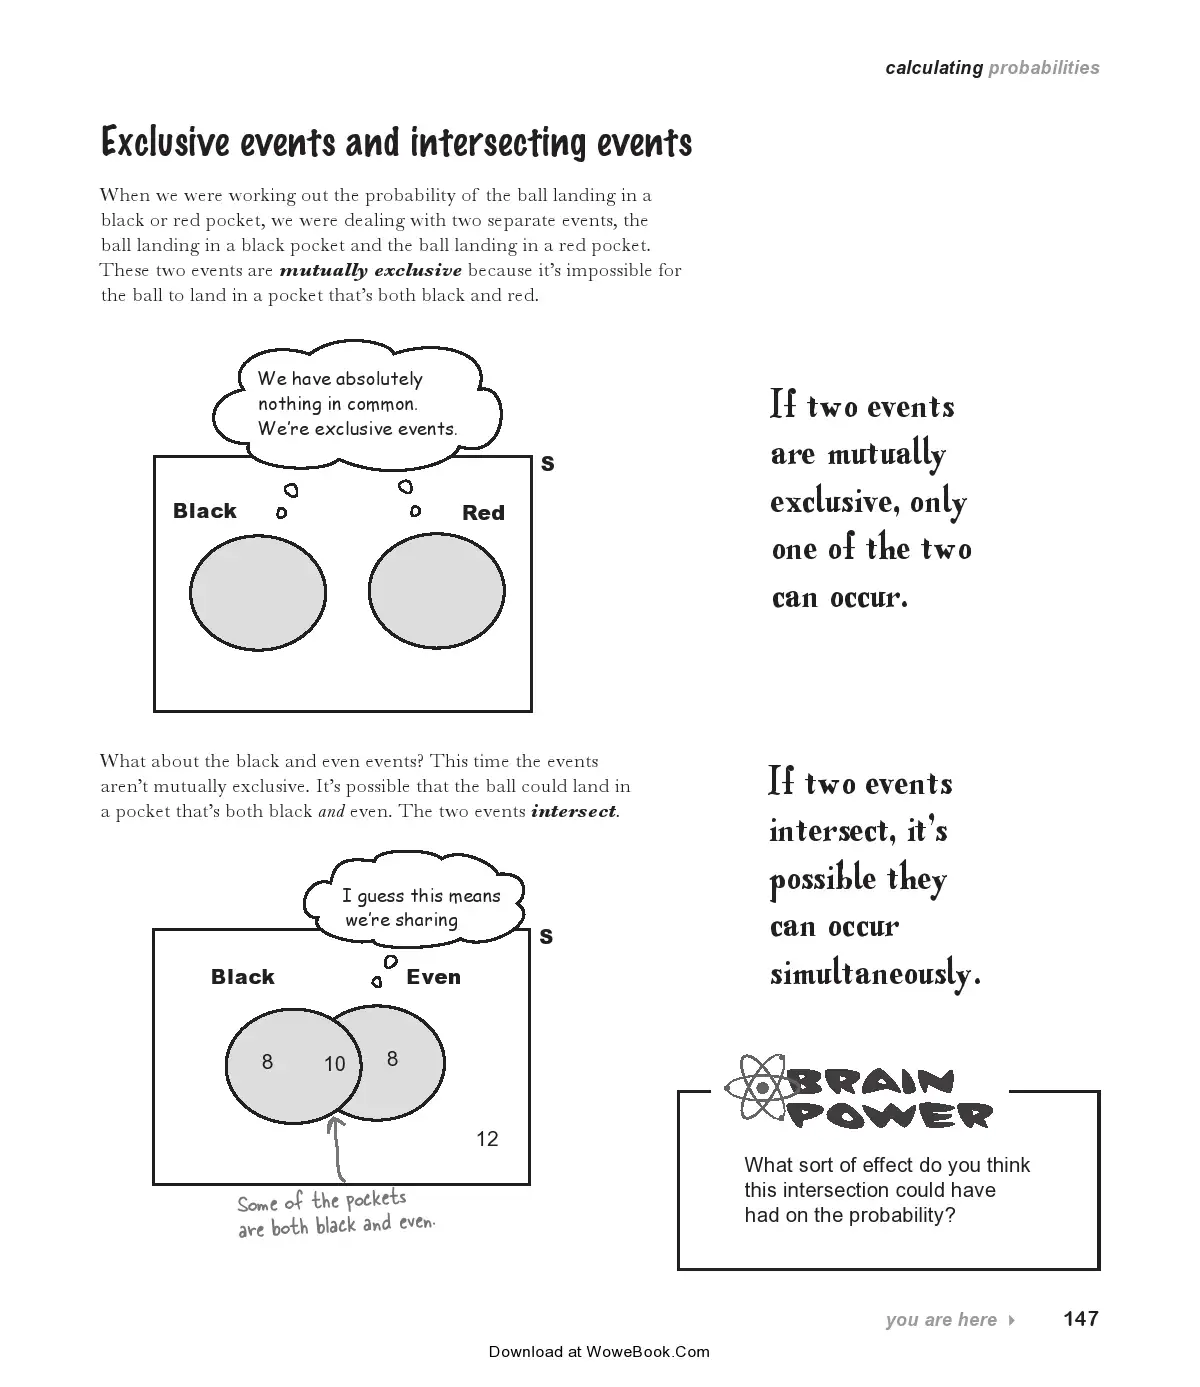 calculating probabilities
Exclusive events and intersecting events
When we were working out the probability of the ball landing in a
black or red pocket, we were dealing with two separate events, the
ball landing in a black pocket and the ball landing in a red pocket.
These two events are mutually exclusive because it's impossible for
the ball to land in a pocket that's both black and red.
We have absolutely
nothing in common.
We're exclusive events.
S
Black
Red
If two events
are mutually
exclusive, only
one of the two
can occur.
What about the black and even events? This time the events
aren't mutually exclusive. It's possible that the ball could land in
a pocket that's both black and even. The two events intersect.
I guess this means
we're sharing
S
Black
Even
8
10
8
12
Some of the pockets
are both black and even.
If two events
intersect, it's
possible they
can occur
simultaneously.
BRAIN
POWER
What sort of effect do you think
this intersection could have
had on the probability?
you are here 147
Download at WoweBook.Com